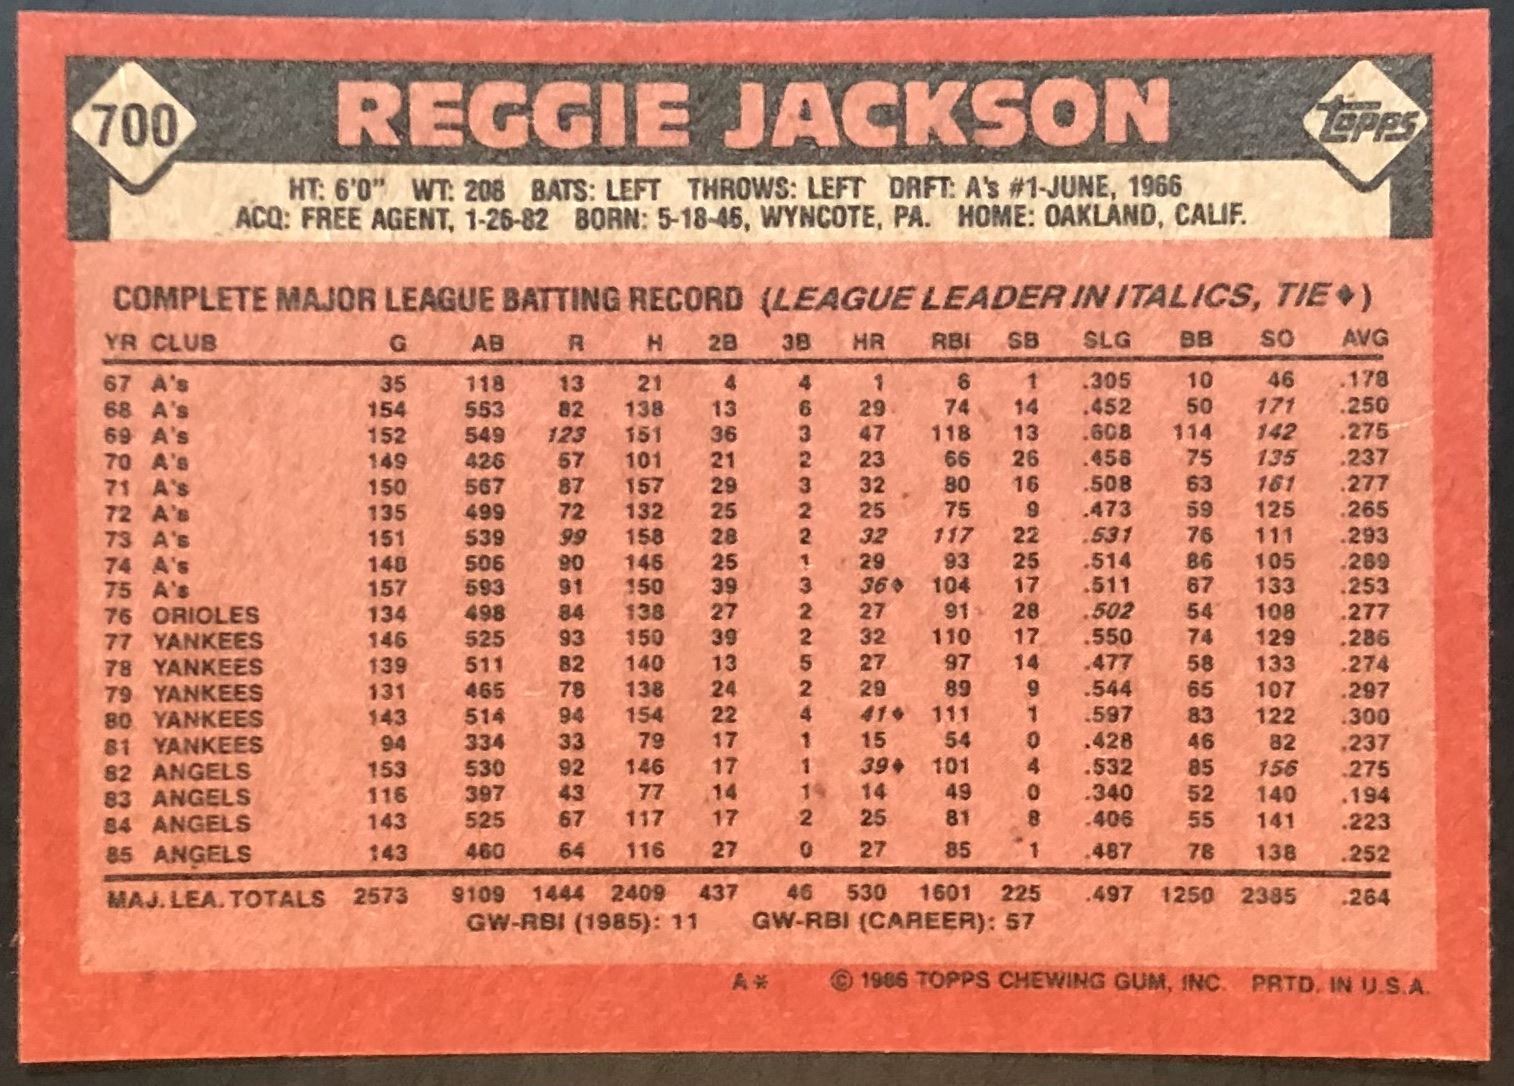 700 REGGIE JACKSON Topps
HT: 6'0" WT: 208 BATS: LEFT THROWS: LEFT DRFT: A's #1-JUNE, 1966
ACQ: FREE AGENT, 1-26-82 BORN: 5-18-46, WYNCOTE, PA. HOME: OAKLAND, CALIF.
COMPLETE MAJOR LEAGUE BATTING RECORD (LEAGUE LEADER IN ITALICS, TIE♦)
YR CLUB G AB R H 2B 3B HR RBI SB SLG BB SO AVG
67 A's 35 118 13 21 4 4 1 6 1 .305 10 46 .178
68 A's 154 553 82 138 13 6 29 74 14 .452 50 171 .250
69 A's 152 549 123 151 36 3 47 118 13 .608 114 142 .275
70 A's 149 426 57 101 21 2 23 66 26 .458 75 135 .237
71 A's 150 567 87 157 29 3 32 80 16 .508 63 161 .277
72 A's 135 499 72 132 25 2 25 75 9 .473 59 125 .265
73 A's 151 539 99 158 28 2 32 117 22 .531 76 111 .293
74 A's 148 506 90 146 25 1 29 93 25 .514 86 105 .289
75 A's 157 593 91 150 39 3 36♦ 104 17 .511 67 133 .253
76 ORIOLES 134 498 84 138 27 2 27 91 28 .502 54 108 .277
77 YANKEES 146 525 93 150 39 2 32 110 17 .550 74 129 .286
78 YANKEES 139 511 82 140 13 5 27 97 14 .477 58 133 .274
79 YANKEES 131 465 78 138 24 2 29 89 9 .544 65 107 .297
80 YANKEES 143 514 94 154 22 4 41♦ 111 1 .597 83 122 .300
81 YANKEES 94 334 33 79 17 1 15 54 0 .428 46 82 .237
82 ANGELS 153 530 92 146 17 1 39♦ 101 4 .532 85 156 .275
83 ANGELS 116 397 43 77 14 1 14 49 0 .340 52 140 .194
84 ANGELS 143 525 67 117 17 2 25 81 8 .406 55 141 .223
85 ANGELS 143 460 64 116 27 0 27 85 1 .487 78 138 .252
MAJ. LEA. TOTALS 2573 9109 1444 2409 437 46 530 1601 225 .497 1250 2385 .264
GW-RBI (1985): 11 GW-RBI (CAREER): 57
A* © 1986 TOPPS CHEWING GUM, INC. PRTD. IN U.S.A.